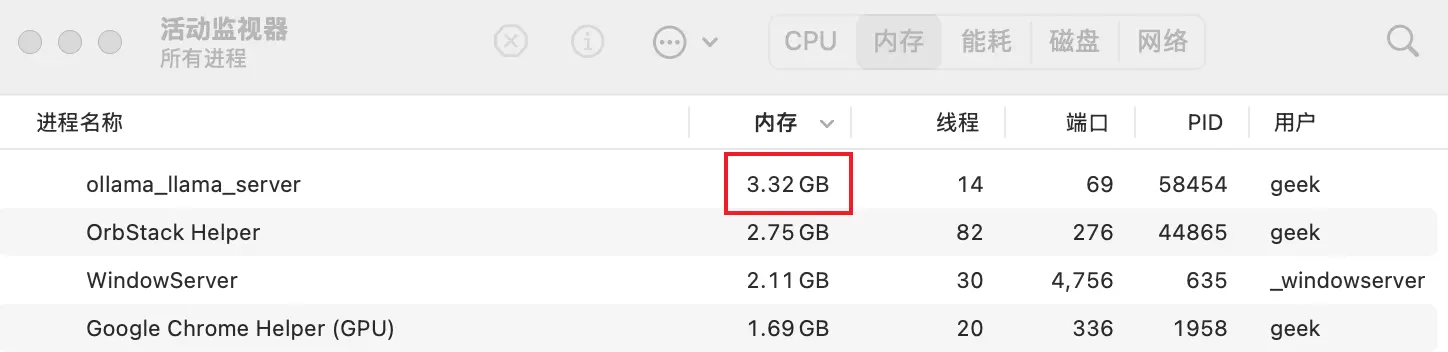 活动监视器
所有进程
CPU 内存 能耗 磁盘 网络
进程名称 内存 线程 端口 PID 用户
ollama_llama_server 3.32 GB 14 69 58454 geek
OrbStack Helper 2.75 GB 82 276 44865 geek
WindowServer 2.11 GB 30 4,756 635 _windowserver
Google Chrome Helper (GPU) 1.69 GB 20 336 1958 geek